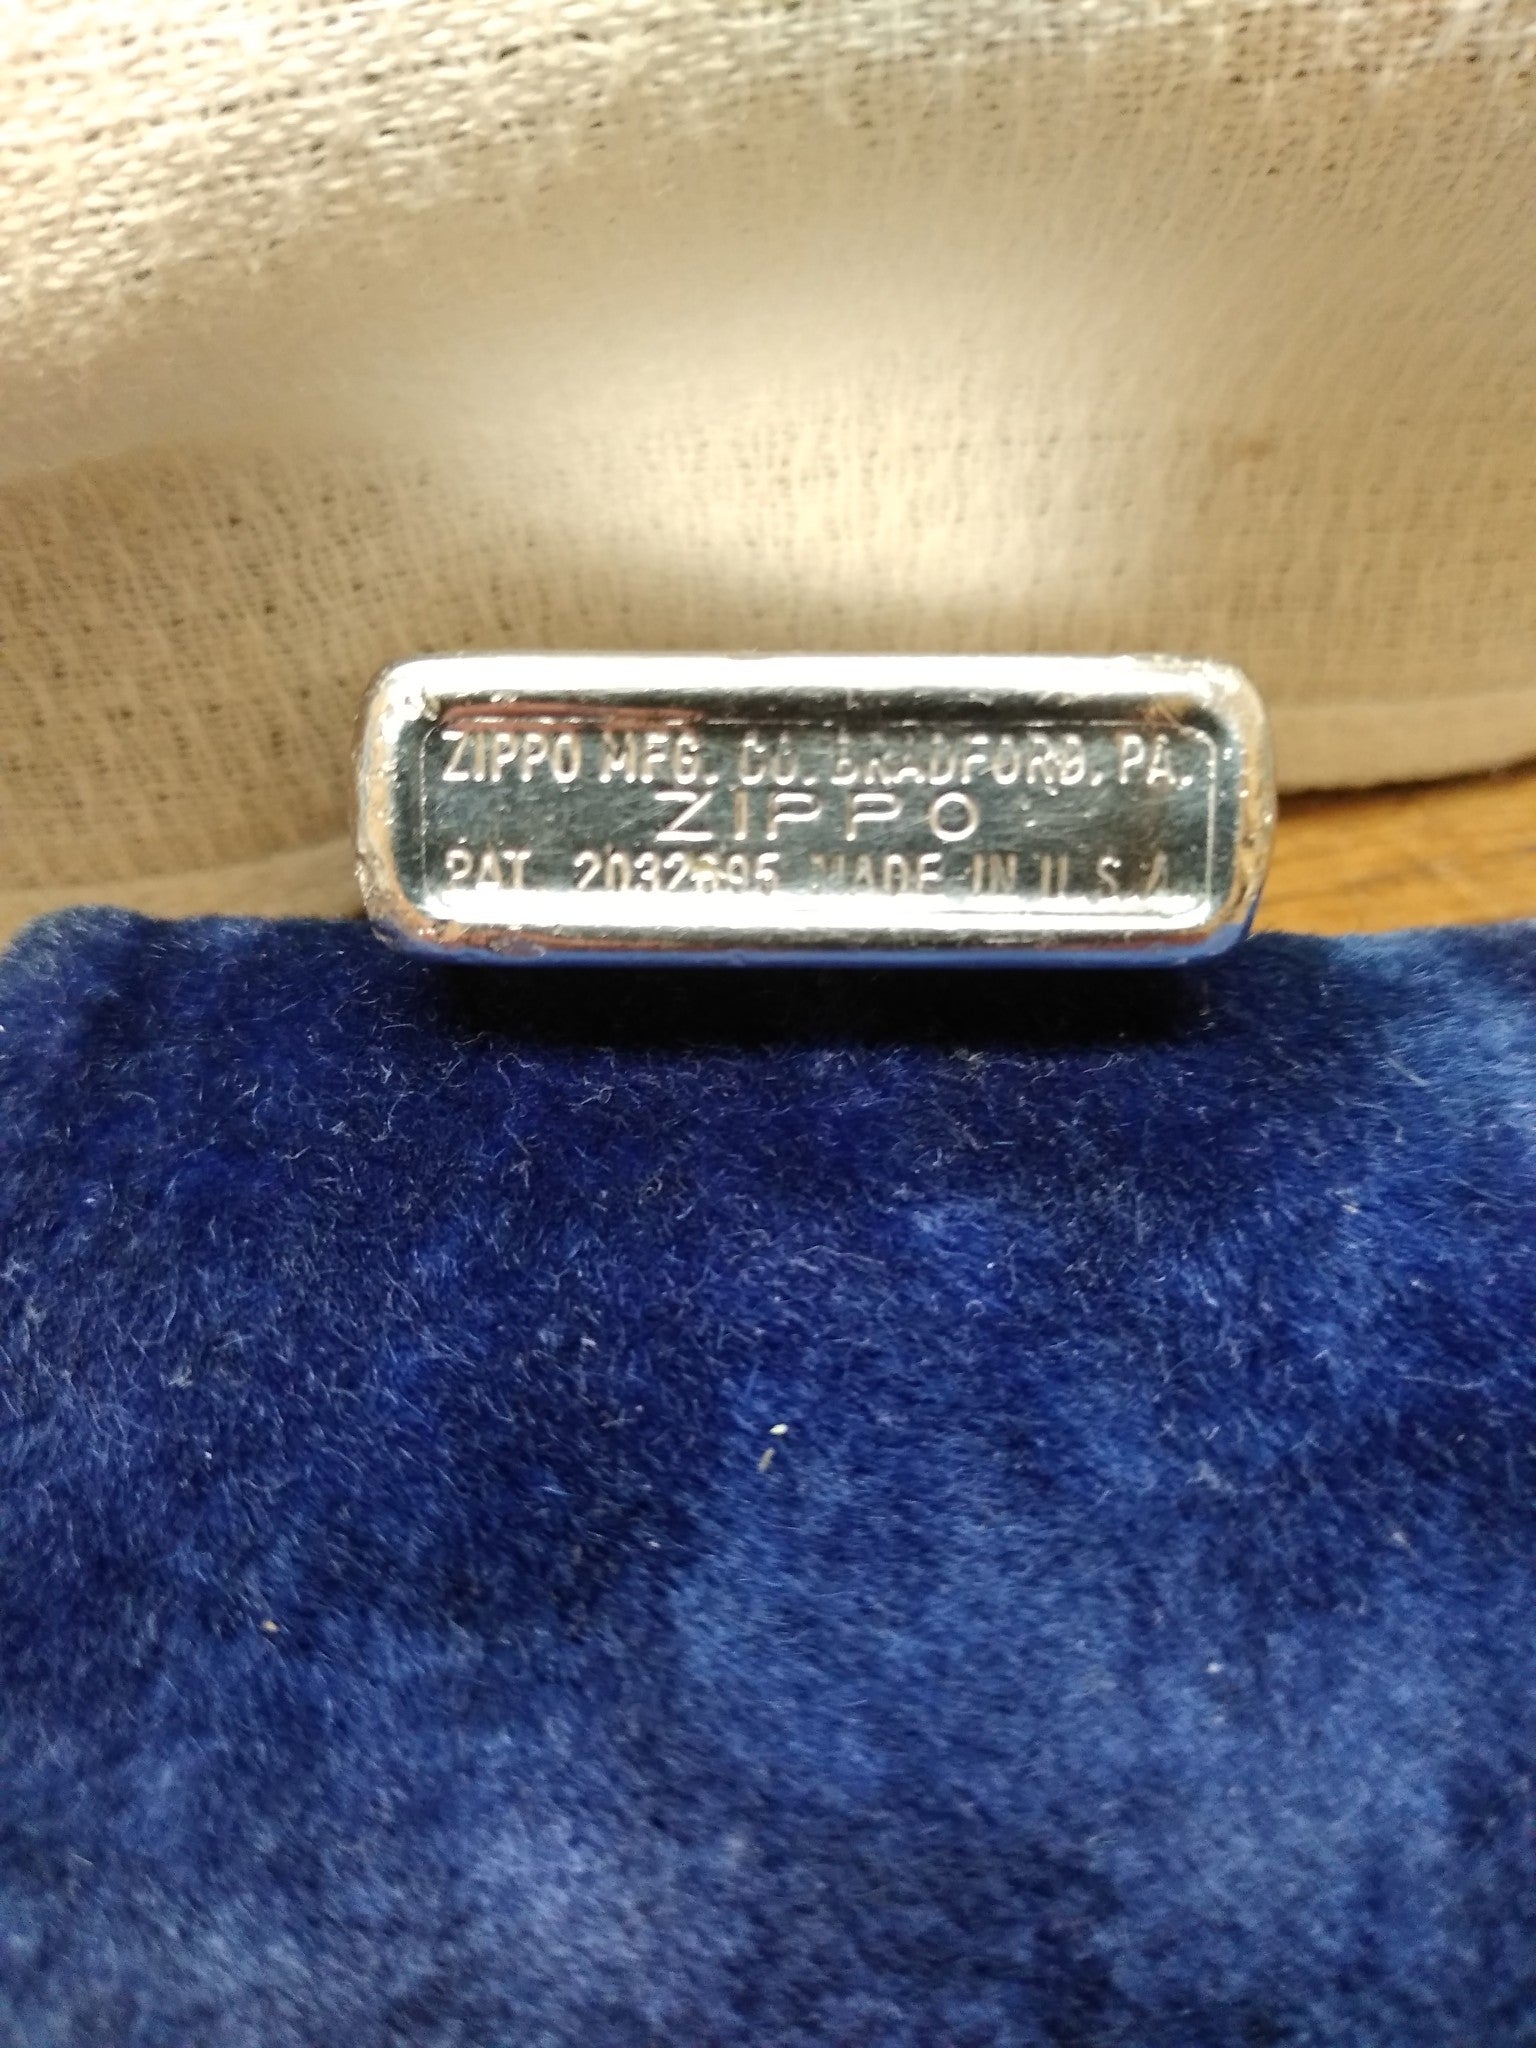 ZIPPO MFG. CO. BRADFORD, PA.
ZIPPO
PAT. 2032695 MADE IN U.S.A.